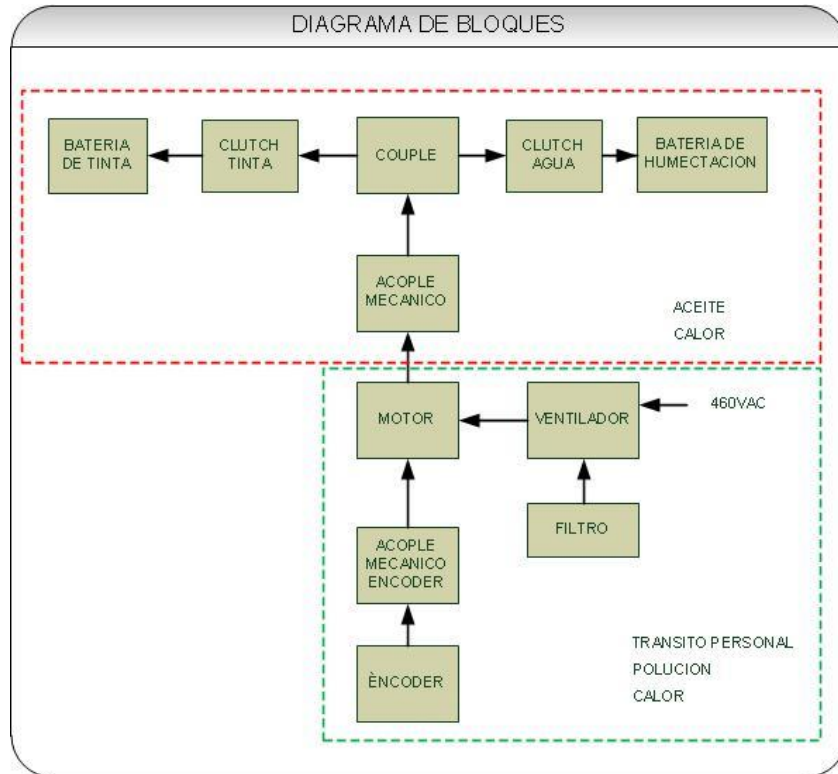 DIAGRAMA DE BLOQUES
BATERIA
DE TINTA
CLUTCH
TINTA
COUPLE
CLUTCH
AGUA
BATERIA DE
HUMECTACION
ACOPLE
MECANICO
ACEITE
CALOR
MOTOR
VENTILADOR
460VAC
ACOPLE
MECANICO
ENCODER
FILTRO
ÈNCODER
TRANSITO PERSONAL
POLUCION
CALOR